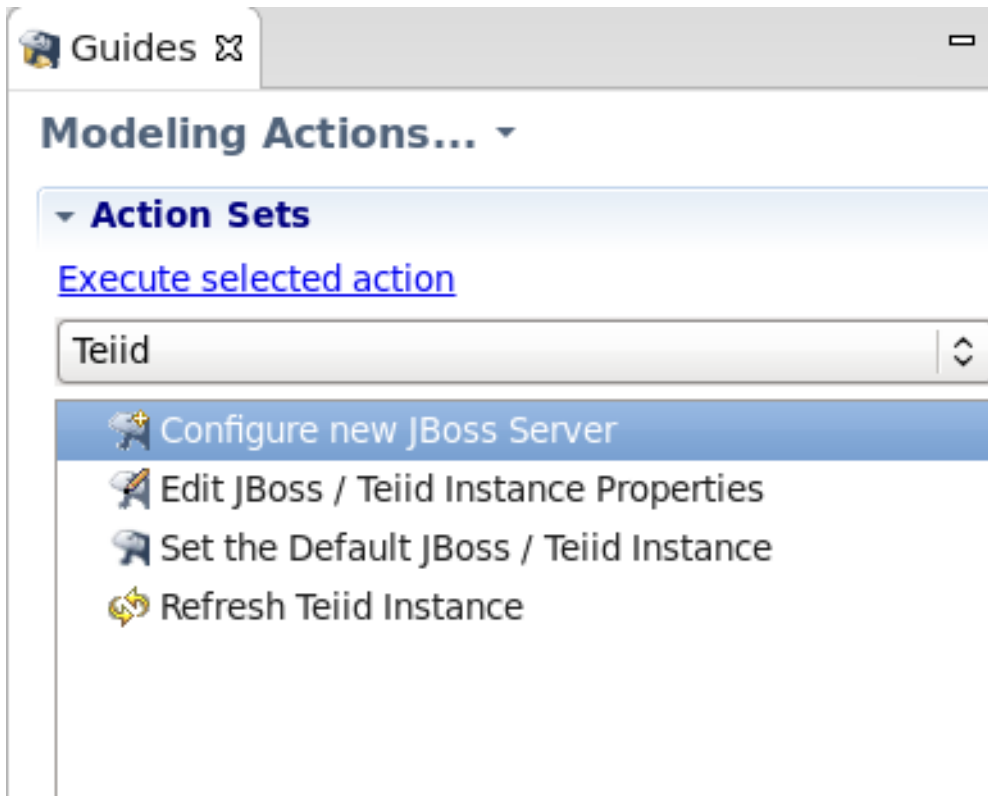 Guides
Modeling Actions...
Action Sets
Execute selected action
Teiid
Configure new JBoss Server
Edit JBoss / Teiid Instance Properties
Set the Default JBoss / Teiid Instance
Refresh Teiid Instance